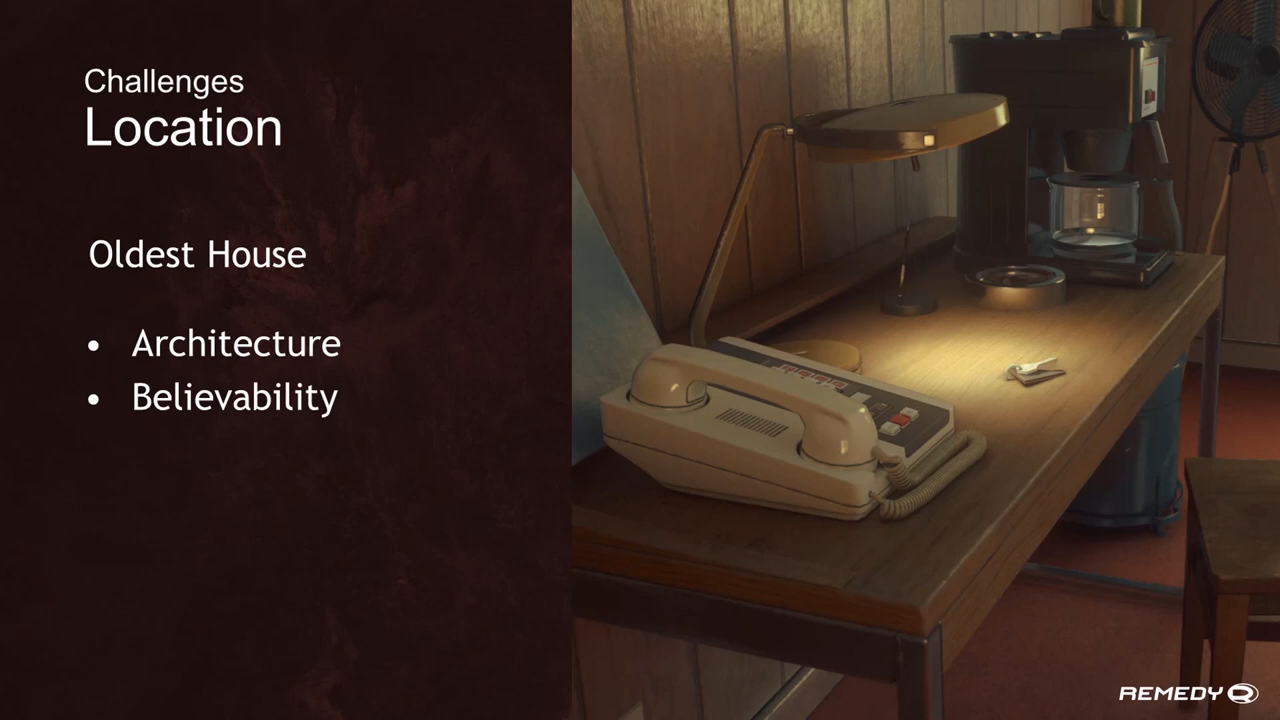 Challenges
Location
Oldest House
• Architecture
• Believability
REMEDY